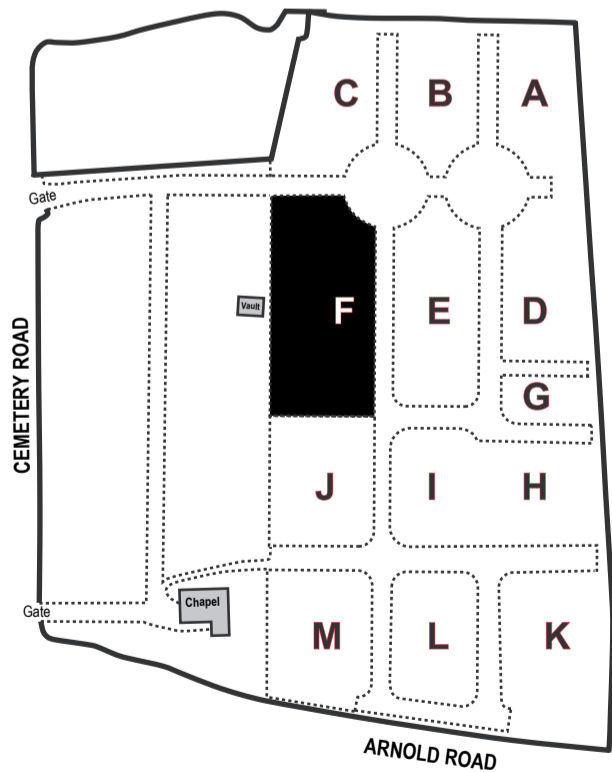 C B A
Gate
Vault
F E D
G
CEMETERY ROAD
J I H
Chapel
Gate
M L K
ARNOLD ROAD